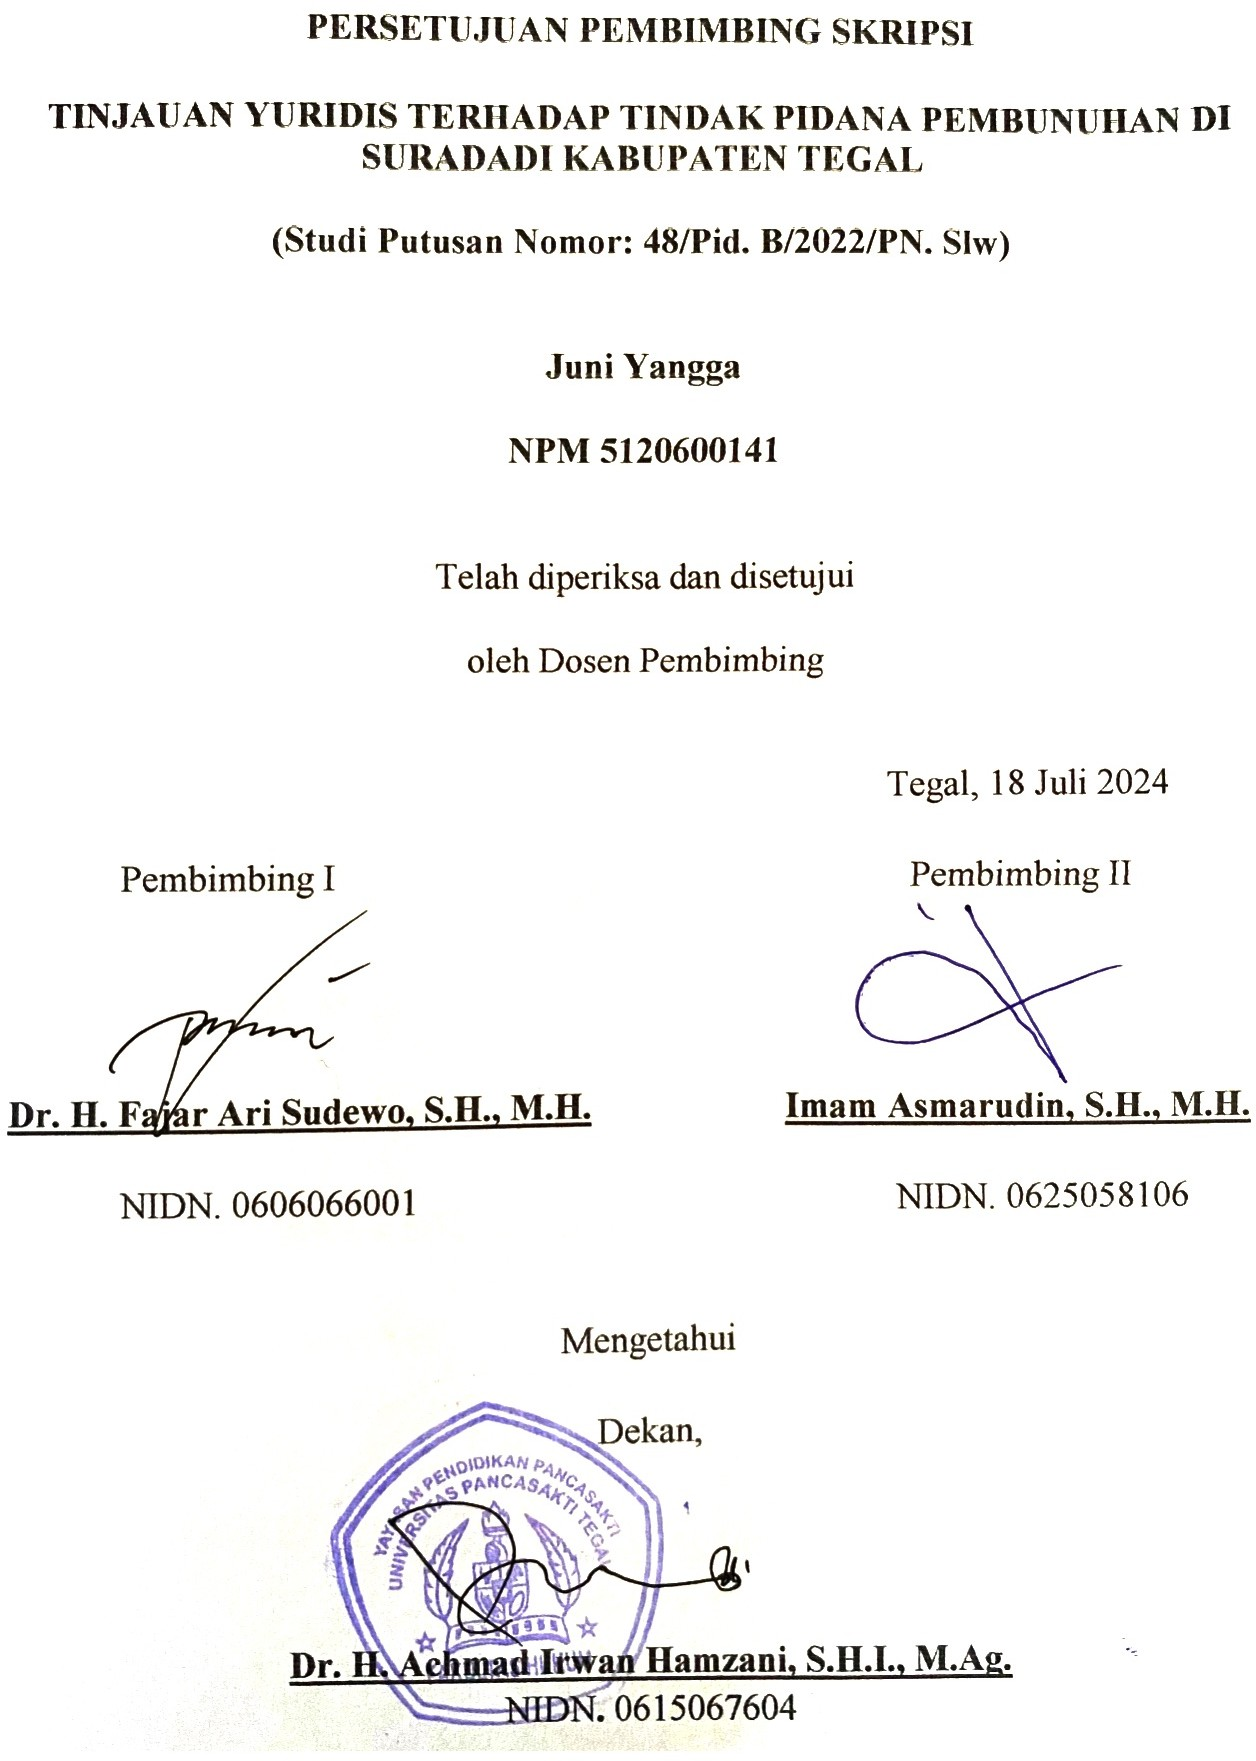 PERSETUJUAN PEMBIMBING SKRIPSI
TINJAUAN YURIDIS TERHADAP TINDAK PIDANA PEMBUNUHAN DI
SURADADI KABUPATEN TEGAL
(Studi Putusan Nomor: 48/Pid. B/2022/PN. Slw)
Juni Yangga
NPM 5120600141
Telah diperiksa dan disetujui
oleh Dosen Pembimbing
Tegal, 18 Juli 2024
Pembimbing I
Pembimbing II
Dr. H. Fajar Ari Sudewo, S.H., M.H.
Imam Asmarudin, S.H., M.H.
NIDN. 0606066001
NIDN. 0625058106
Mengetahui
Dekan,
YAYASAN PENDIDIKAN PANCASAKTI
UNIVERSITAS PANCASAKTI TEGAL
Dr. H. Achmad Irwan Hamzani, S.H.I., M.Ag.
NIDN. 0615067604